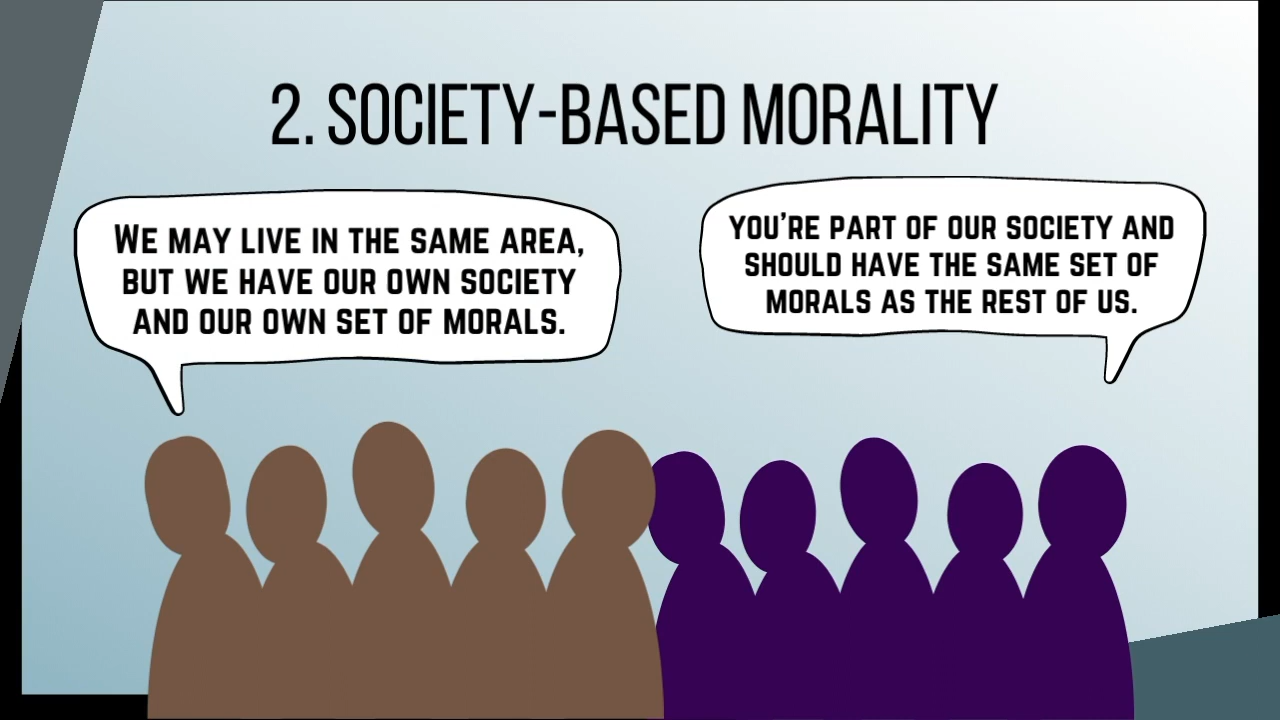 2. SOCIETY-BASED MORALITY
WE MAY LIVE IN THE SAME AREA,
BUT WE HAVE OUR OWN SOCIETY
AND OUR OWN SET OF MORALS.
YOU'RE PART OF OUR SOCIETY AND
SHOULD HAVE THE SAME SET OF
MORALS AS THE REST OF US.